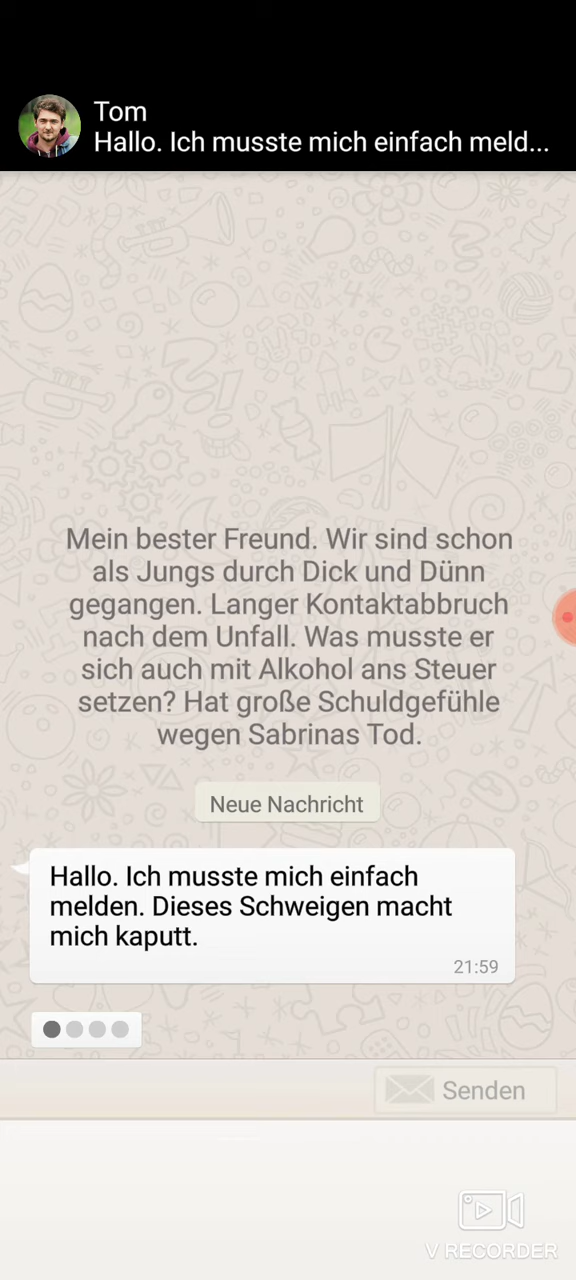 Tom
Hallo. Ich musste mich einfach meld...
Mein bester Freund. Wir sind schon
als Jungs durch Dick und Dünn
gegangen. Langer Kontaktabbruch
nach dem Unfall. Was musste er
sich auch mit Alkohol ans Steuer
setzen? Hat große Schuldgefühle
wegen Sabrinas Tod.
Neue Nachricht
Hallo. Ich musste mich einfach
melden. Dieses Schweigen macht
mich kaputt.
21:59
Senden
V RECORDER